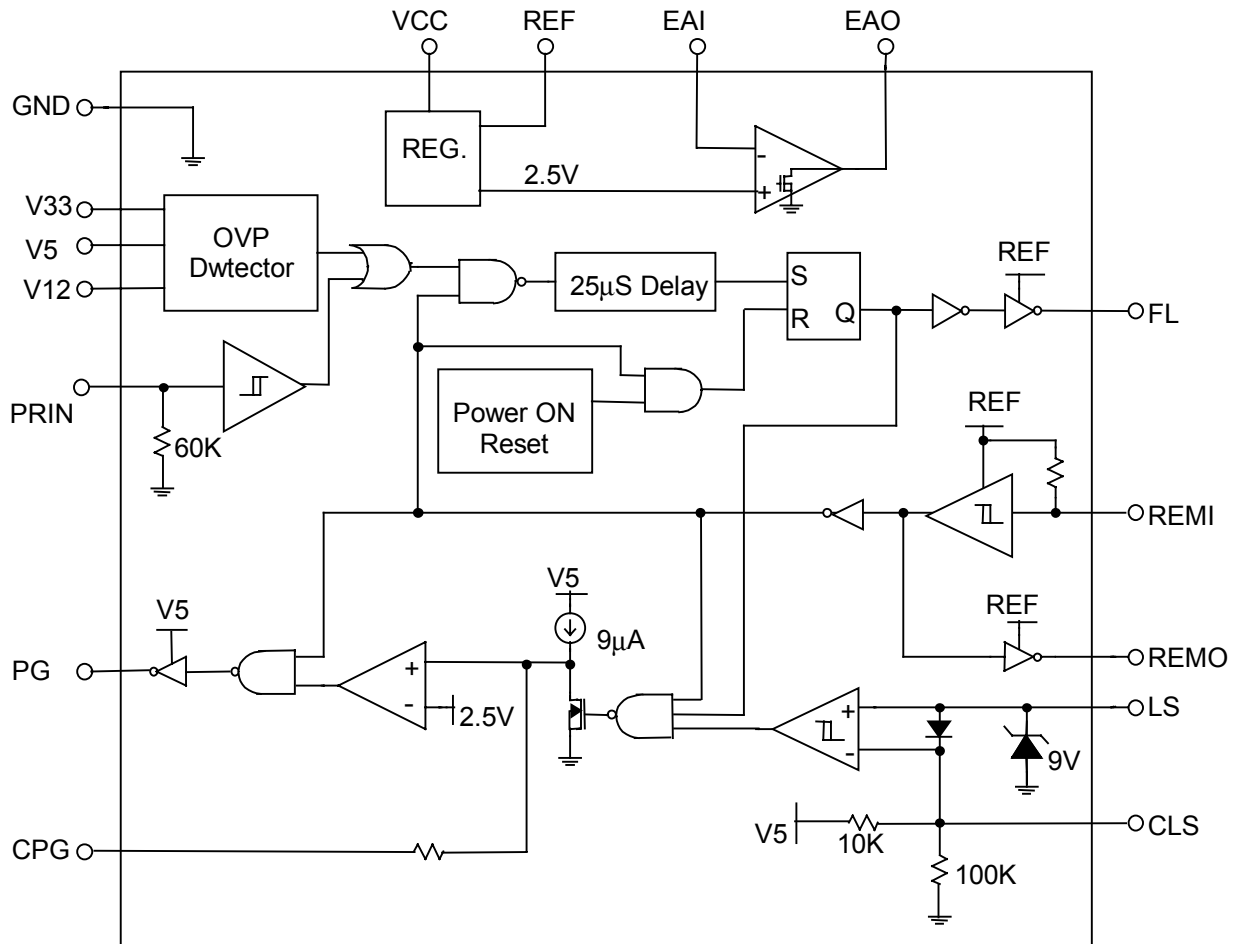 VCC REF EAI EAO
GND
REG.
-
2.5V
+
V33
V5
V12
OVP
Dwtector
25μS Delay
S
R Q
REF
FL
PRIN
60K
Power ON
Reset
REF
REMI
V5
9μA
REF
REMO
V5
PG
+
-
2.5V
+
-
LS
9V
V5
10K
CLS
CPG
100K